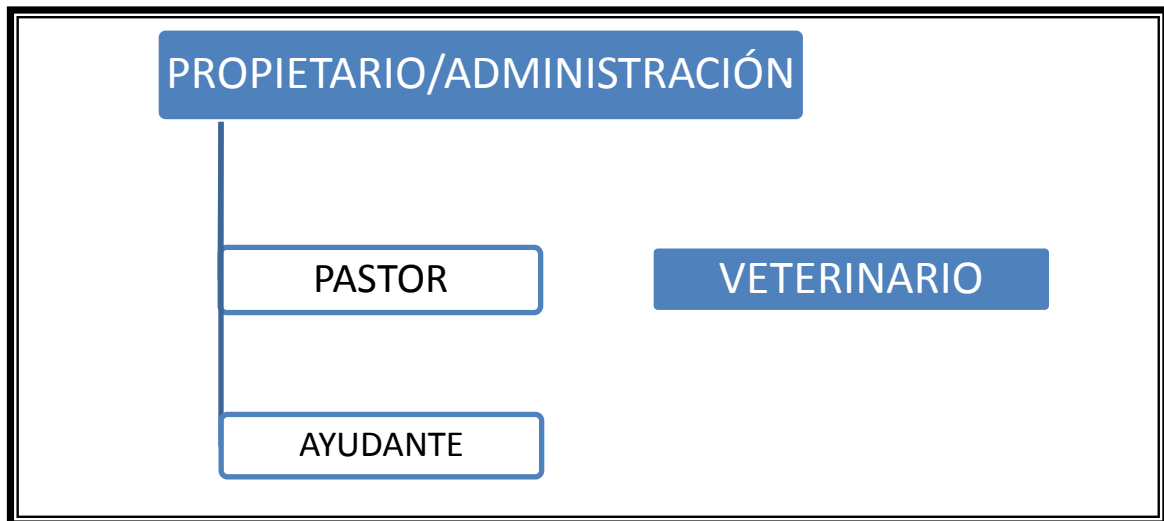 PROPIETARIO/ADMINISTRACIÓN
PASTOR
VETERINARIO
AYUDANTE